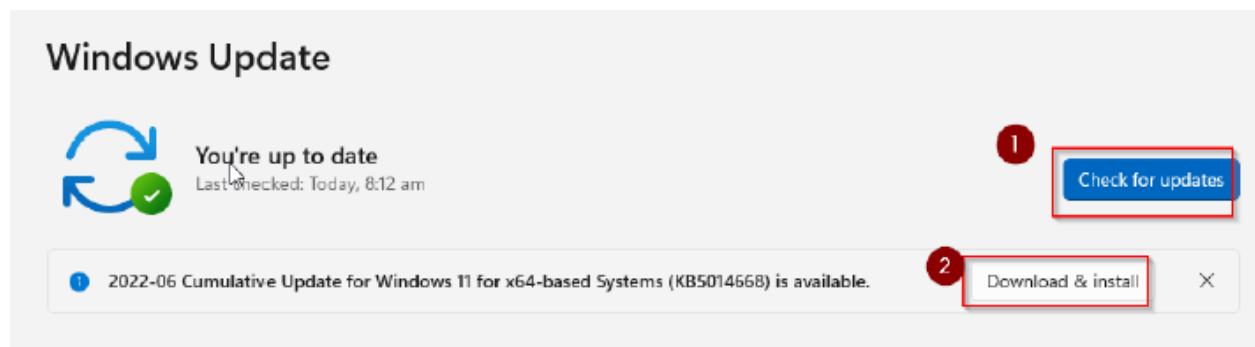 Windows Update
You're up to date
Last checked: Today, 8:12 am
1
Check for updates
2022-06 Cumulative Update for Windows 11 for x64-based Systems (KB5014668) is available.
2
Download & install